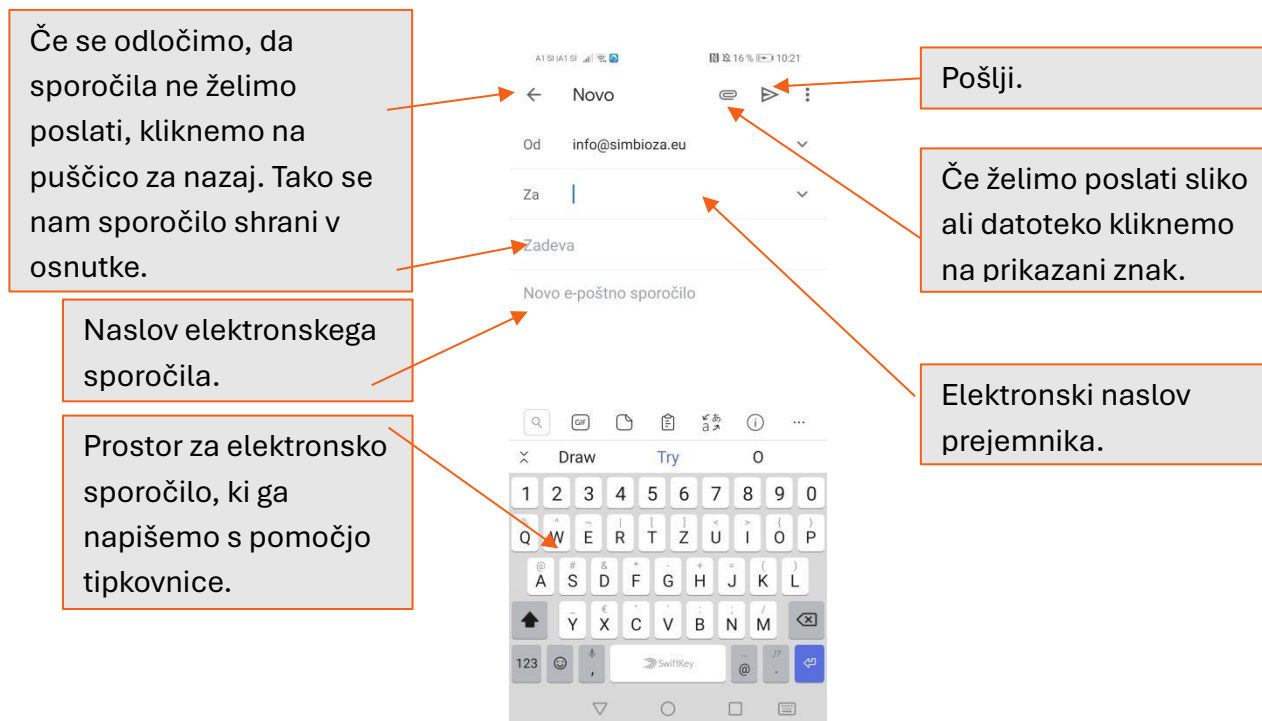 Če se odločimo, da
sporočila ne želimo
poslati, kliknemo na
puščico za nazaj. Tako se
nam sporočilo shrani v
osnutke.
Naslov elektronskega
sporočila.
Prostor za elektronsko
sporočilo, ki ga
napišemo s pomočjo
tipkovnice.
A1 SI |A1 SI 16 % 10:21
Novo
Od info@simbioza.eu
Za
Zadeva
Novo e-poštno sporočilo
GIF
Draw Try O
1 2 3 4 5 6 7 8 9 0
Q W E R T Z U I O P
A S D F G H J K L
Y X C V B N M
123 , SwiftKey @ .
Pošlji.
Če želimo poslati sliko
ali datoteko kliknemo
na prikazani znak.
Elektronski naslov
prejemnika.